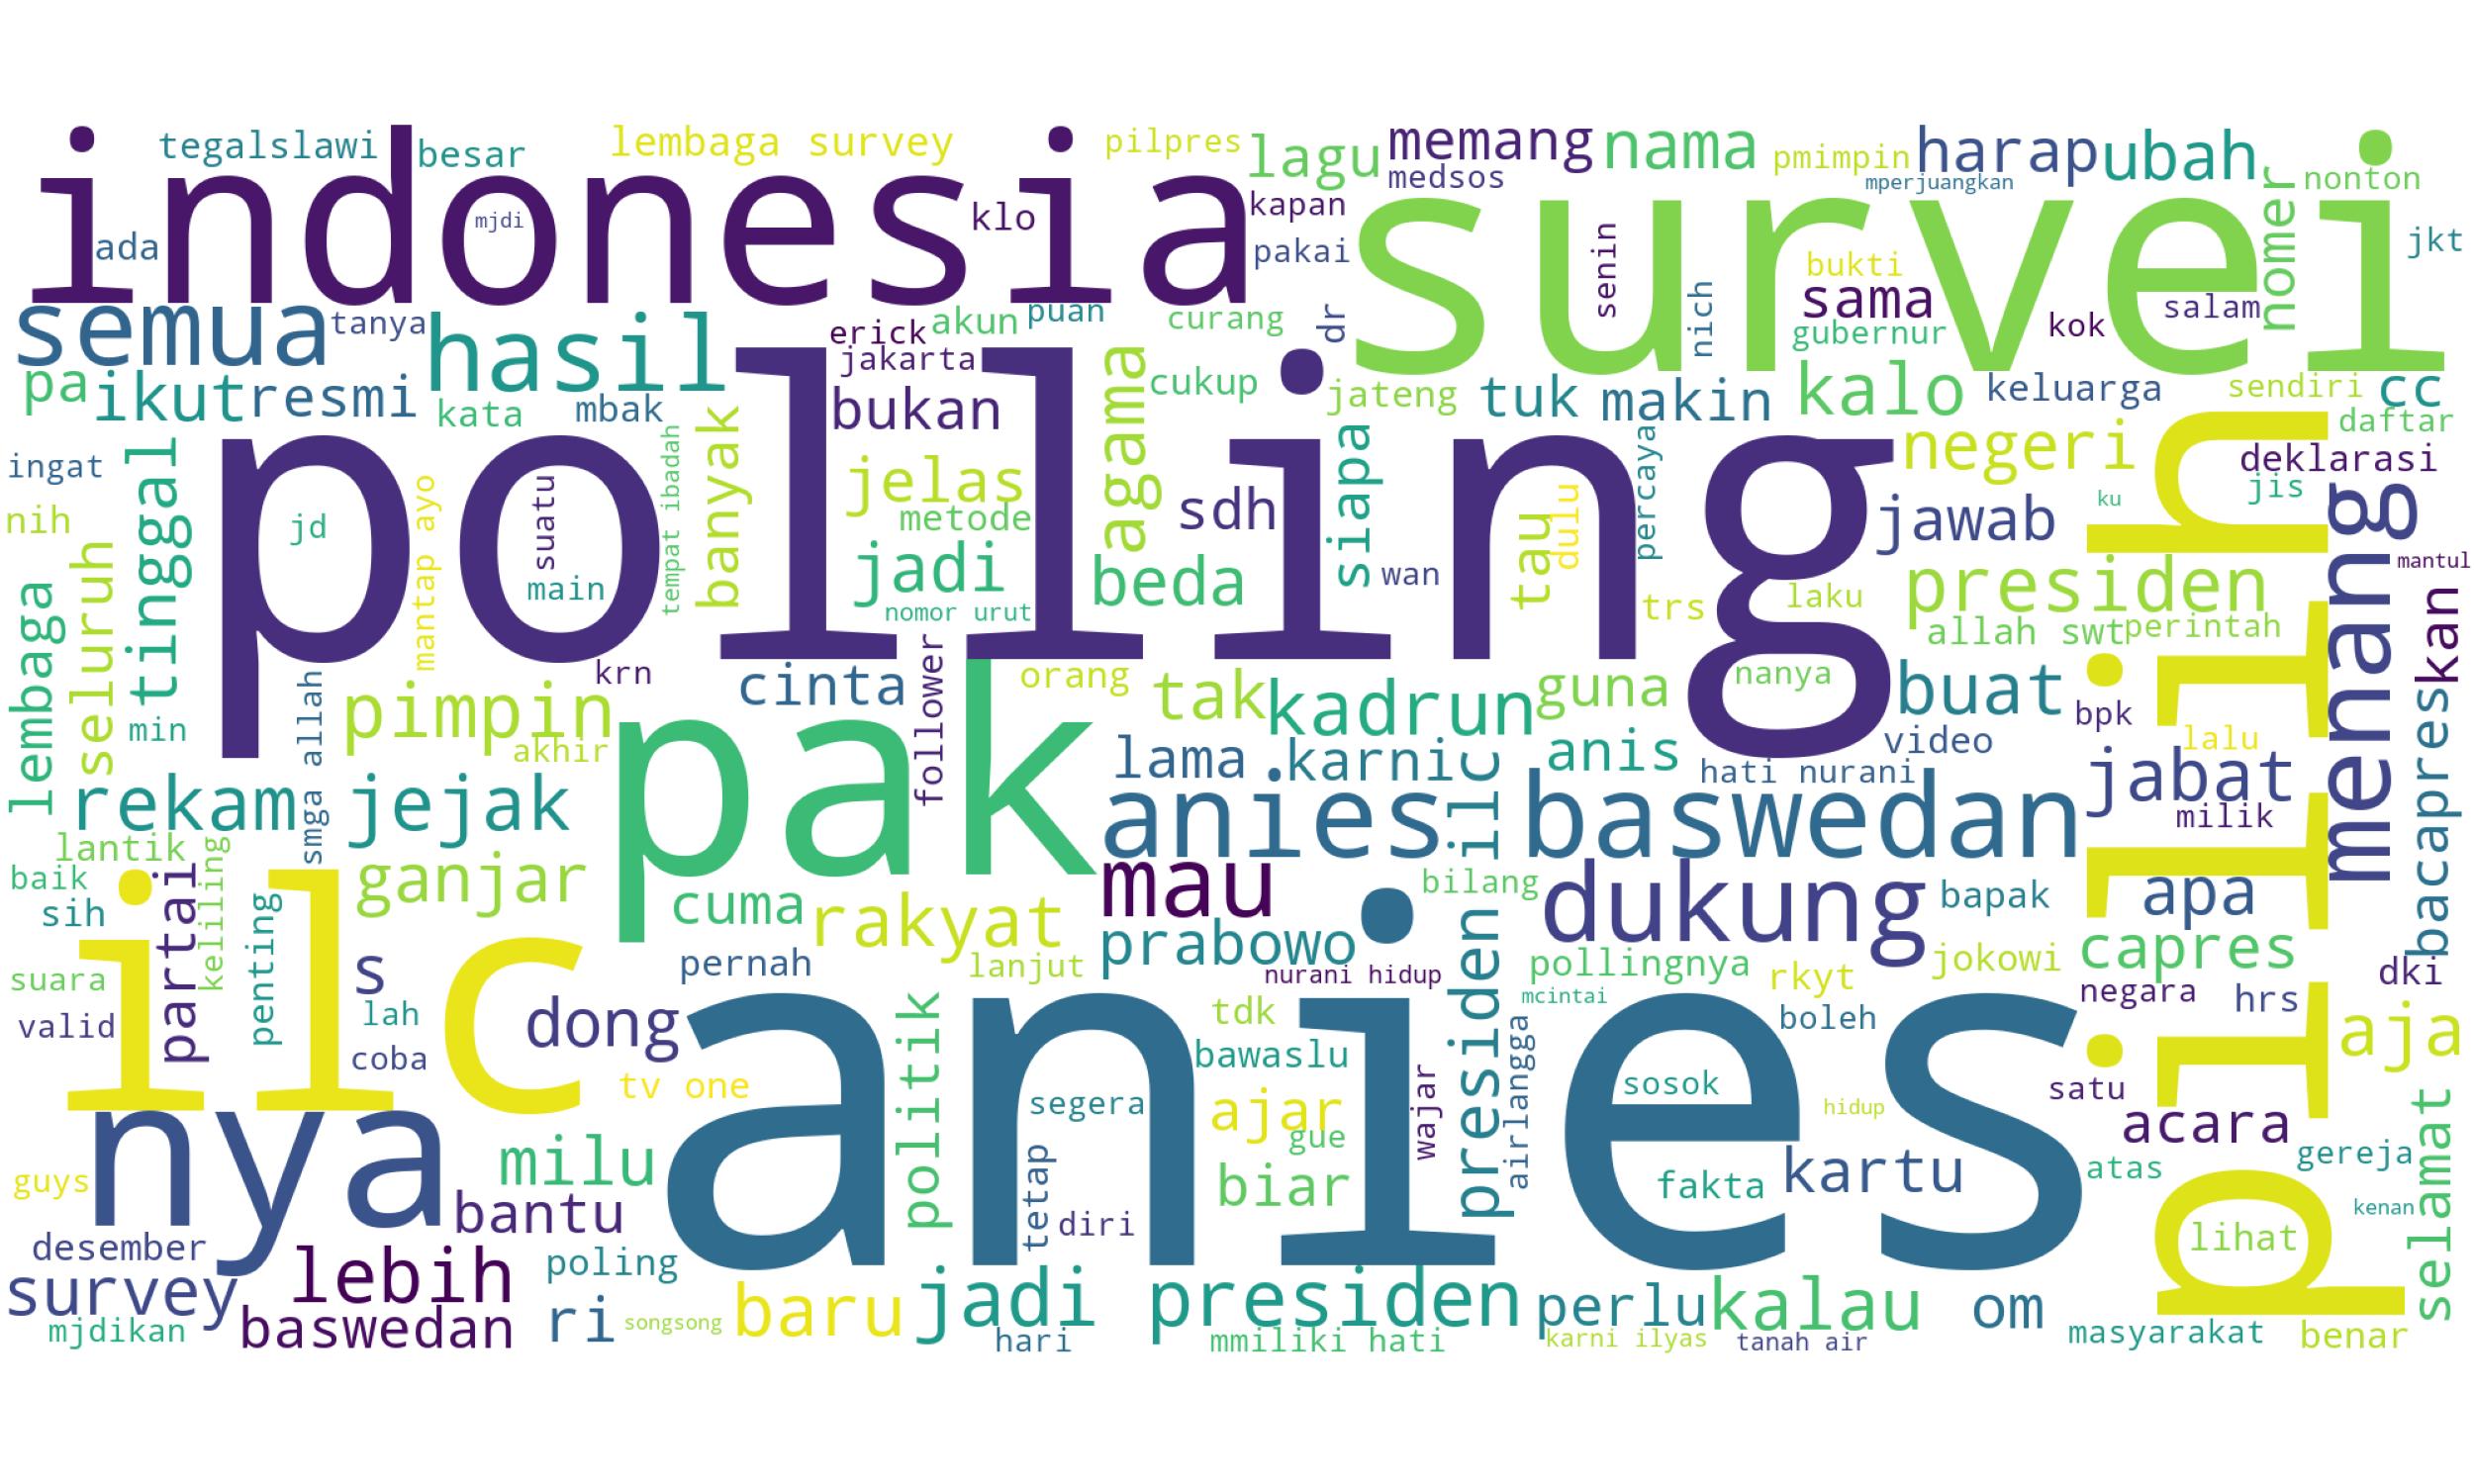 indonesia
survei
polling
pak
anies
ilc
pilih
nya
tegalslawi
besar
lembaga survey
pilpres
lagu
memang
nama
pmimpin
harap
ubah
medsos
mperjuangkan
nonton
nomer
jkt
ada
mjdi
klo
kapan
pakai
senin
nich
bukti
sama
gubernur
kok
salam
semua
tanya
hasil
erick
akun
puan
jakarta
curang
dr
pa
ikut
resmi
kata
mbak
bukan
cukup
jateng
tuk
makin
kalo
keluarga
sendiri
cc
daftar
agama
banyak
siapa
percaya
negeri
deklarasi
jis
ku
ingat
nih
tinggal
jd
mantap ayo
suatu
main
tempat ibadah
jelas
metode
jadi
nomor urut
sdh
beda
wan
tau
dulu
trs
laku
jawab
presiden
allah swt
perintah
menang
mantul
kan
lembaga
seluruh
min
smga allah
krn
pimpin
akhir
cinta
follower
orang
tak
kadrun
guna
nanya
buat
bpk
lalu
lama
karni
anis
hati nurani
video
jabat
milik
bacapres
rekam jejak
anies baswedan
ilc
lantik
baik
sih
partai
keliling
ganjar
cuma
rakyat
mau
prabowo
bilang
dukung
bapak
apa
suara
penting
s
pernah
lanjut
nurani hidup
presiden
pollingnya
rkyt
jokowi
capres
dki
valid
lah
coba
dong
tv one
politik
tdk
bawaslu
mcintai
boleh
negara
hrs
aja
segera
ajar
gue
wajar
airlangga
sosok
hidup
satu
acara
selamat
guys
milu
bantu
tetap
diri
biar
fakta
kartu
atas
gereja
kenan
lihat
desember
survey
lebih
poling
mjdikan
baswedan
ri
songsong
baru
jadi presiden
hari
mmiliki hati
perlu
kalau
om
karni ilyas
tanah air
masyarakat
benar